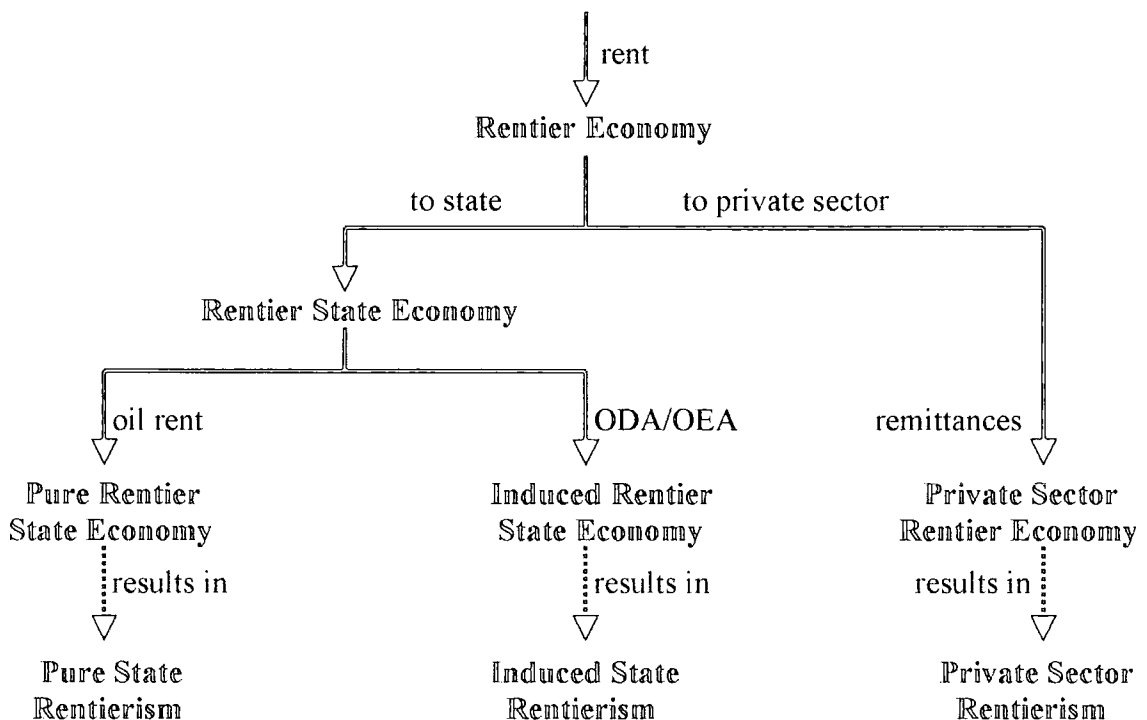 rent
Rentier Economy
to state
to private sector
Rentier State Economy
oil rent
ODA/OEA
remittances
Pure Rentier
State Economy
Induced Rentier
State Economy
Private Sector
Rentier Economy
results in
results in
results in
Pure State
Rentierism
Induced State
Rentierism
Private Sector
Rentierism